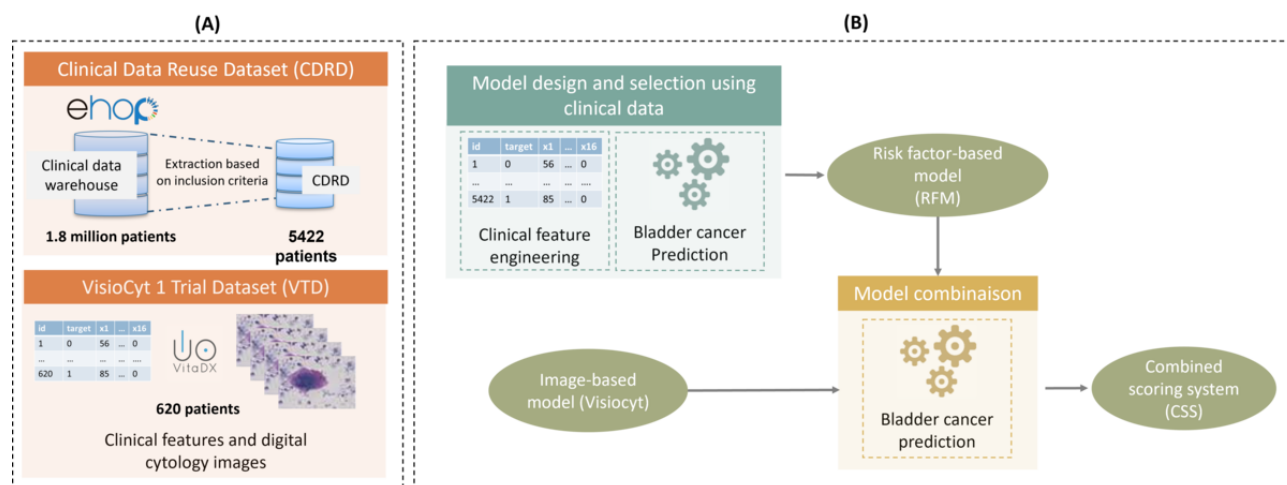 (A)
Clinical Data Reuse Dataset (CDRD)
ehop
Clinical data
warehouse
Extraction based
on inclusion criteria
CDRD
1.8 million patients
5422
patients
VisioCyt 1 Trial Dataset (VTD)
id target x1 ... x16
1 0 56 ... 0
... ... ... ... ....
620 1 85 ... 0
VitaDX
620 patients
Clinical features and digital
cytology images
(B)
Model design and selection using
clinical data
id target x1 ... x16
1 0 56 ... 0
... ... ... ... ....
5422 1 85 ... 0
Clinical feature
engineering
Bladder cancer
Prediction
Risk factor-based
model
(RFM)
Model combinaison
Image-based
model (Visiocyt)
Bladder cancer
prediction
Combined
scoring system
(CSS)